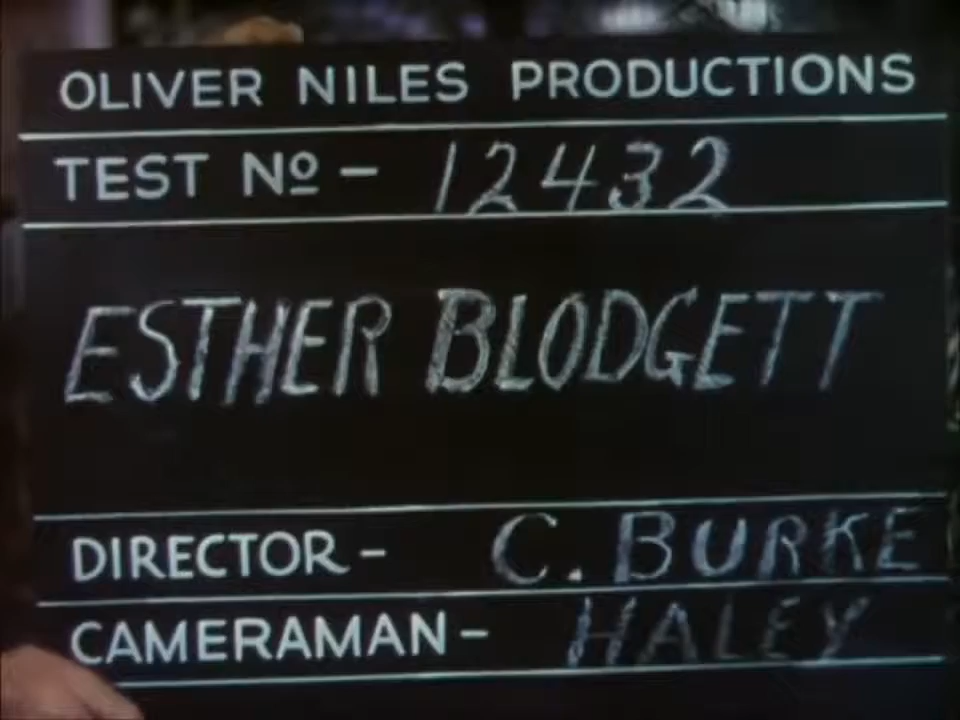 OLIVER NILES PRODUCTIONS
TEST Nº - 12432
ESTHER BLODGETT
DIRECTOR - C. BURKE
CAMERAMAN - HALEY